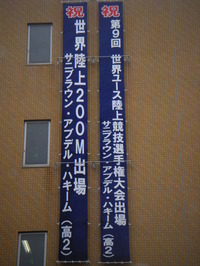 祝
第9回 世界ユース陸上競技選手権大会出場
サニブラウン・アブデル・ハキーム(高2)
祝
世界陸上200M出場
サニブラウン・アブデル・ハキーム(高2)